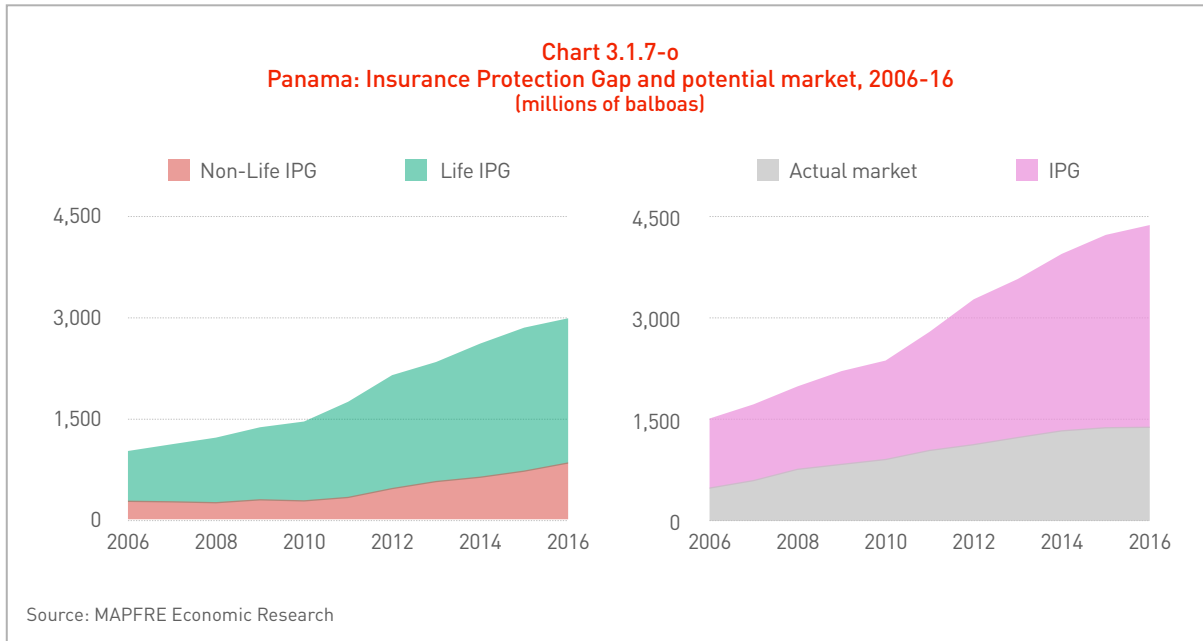 Chart 3.1.7-o
Panama: Insurance Protection Gap and potential market, 2006-16
(millions of balboas)
Non-Life IPG
Life IPG
4,500
3,000
1,500
0
2006 2008 2010 2012 2014 2016
Actual market
IPG
4,500
3,000
1,500
0
2006 2008 2010 2012 2014 2016
Source: MAPFRE Economic Research